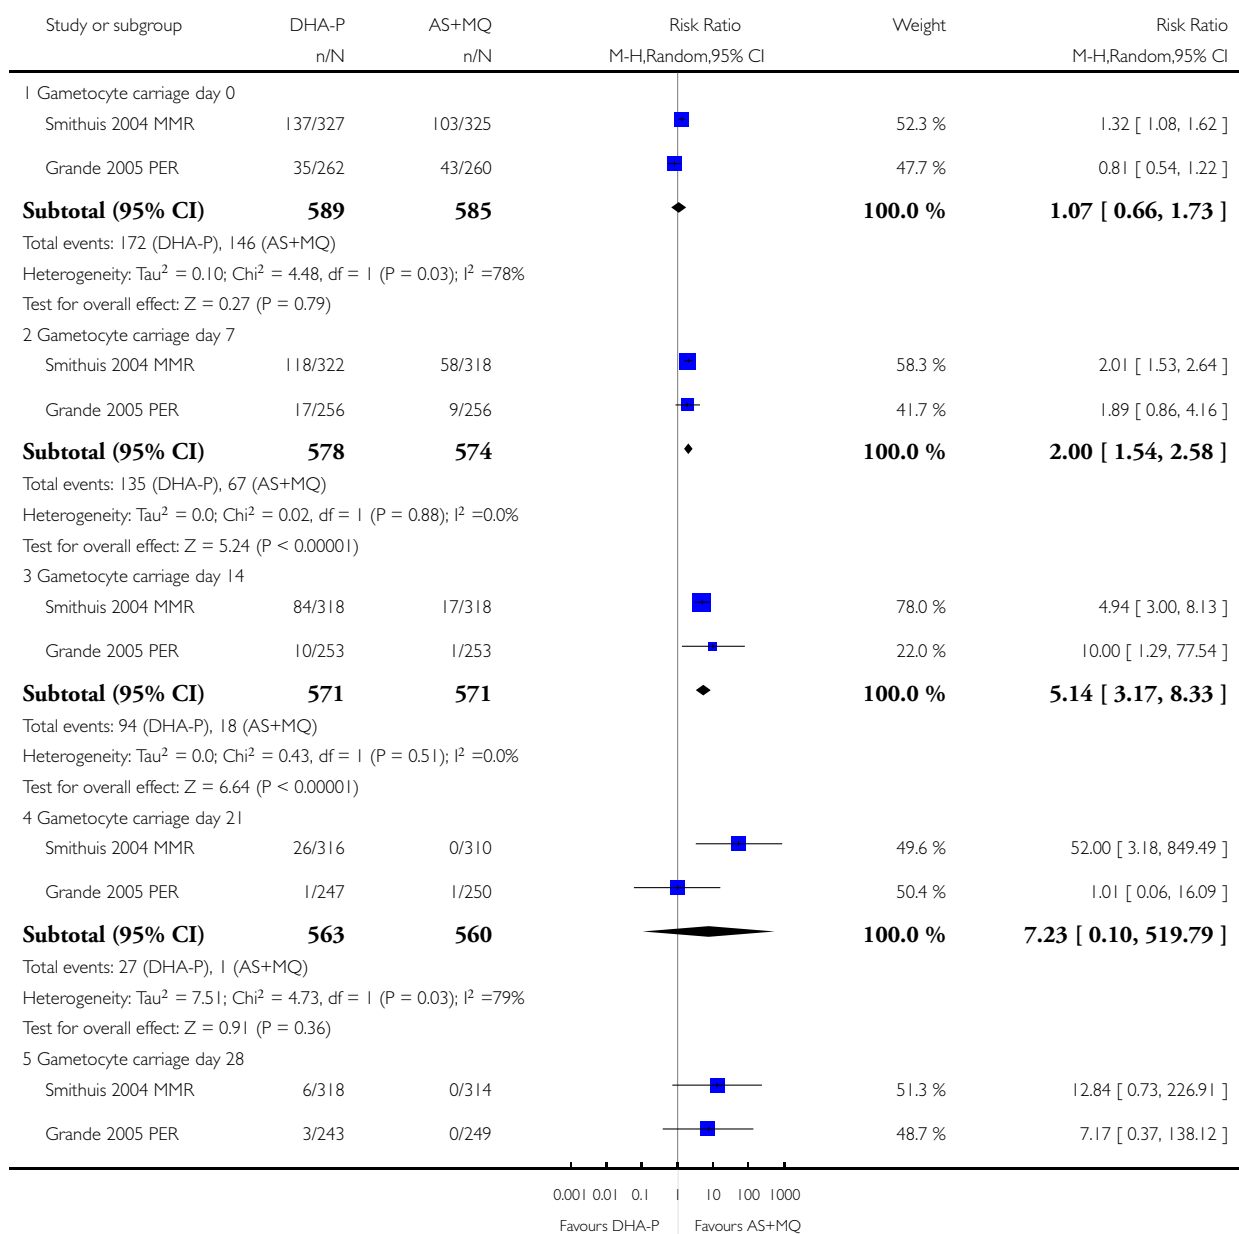 Study or subgroup DHA-P AS+MQ Risk Ratio Weight Risk Ratio
n/N n/N M-H,Random,95% CI M-H,Random,95% CI
1 Gametocyte carriage day 0
Smithuis 2004 MMR 137/327 103/325 52.3 % 1.32 [ 1.08, 1.62 ]
Grande 2005 PER 35/262 43/260 47.7 % 0.81 [ 0.54, 1.22 ]
Subtotal (95% CI) 589 585 100.0 % 1.07 [ 0.66, 1.73 ]
Total events: 172 (DHA-P), 146 (AS+MQ)
Heterogeneity: Tau² = 0.10; Chi² = 4.48, df = 1 (P = 0.03); I² =78%
Test for overall effect: Z = 0.27 (P = 0.79)
2 Gametocyte carriage day 7
Smithuis 2004 MMR 118/322 58/318 58.3 % 2.01 [ 1.53, 2.64 ]
Grande 2005 PER 17/256 9/256 41.7 % 1.89 [ 0.86, 4.16 ]
Subtotal (95% CI) 578 574 100.0 % 2.00 [ 1.54, 2.58 ]
Total events: 135 (DHA-P), 67 (AS+MQ)
Heterogeneity: Tau² = 0.0; Chi² = 0.02, df = 1 (P = 0.88); I² =0.0%
Test for overall effect: Z = 5.24 (P < 0.00001)
3 Gametocyte carriage day 14
Smithuis 2004 MMR 84/318 17/318 78.0 % 4.94 [ 3.00, 8.13 ]
Grande 2005 PER 10/253 1/253 22.0 % 10.00 [ 1.29, 77.54 ]
Subtotal (95% CI) 571 571 100.0 % 5.14 [ 3.17, 8.33 ]
Total events: 94 (DHA-P), 18 (AS+MQ)
Heterogeneity: Tau² = 0.0; Chi² = 0.43, df = 1 (P = 0.51); I² =0.0%
Test for overall effect: Z = 6.64 (P < 0.00001)
4 Gametocyte carriage day 21
Smithuis 2004 MMR 26/316 0/310 49.6 % 52.00 [ 3.18, 849.49 ]
Grande 2005 PER 1/247 1/250 50.4 % 1.01 [ 0.06, 16.09 ]
Subtotal (95% CI) 563 560 100.0 % 7.23 [ 0.10, 519.79 ]
Total events: 27 (DHA-P), 1 (AS+MQ)
Heterogeneity: Tau² = 7.51; Chi² = 4.73, df = 1 (P = 0.03); I² =79%
Test for overall effect: Z = 0.91 (P = 0.36)
5 Gametocyte carriage day 28
Smithuis 2004 MMR 6/318 0/314 51.3 % 12.84 [ 0.73, 226.91 ]
Grande 2005 PER 3/243 0/249 48.7 % 7.17 [ 0.37, 138.12 ]
0.001 0.01 0.1 1 10 100 1000
Favours DHA-P Favours AS+MQ